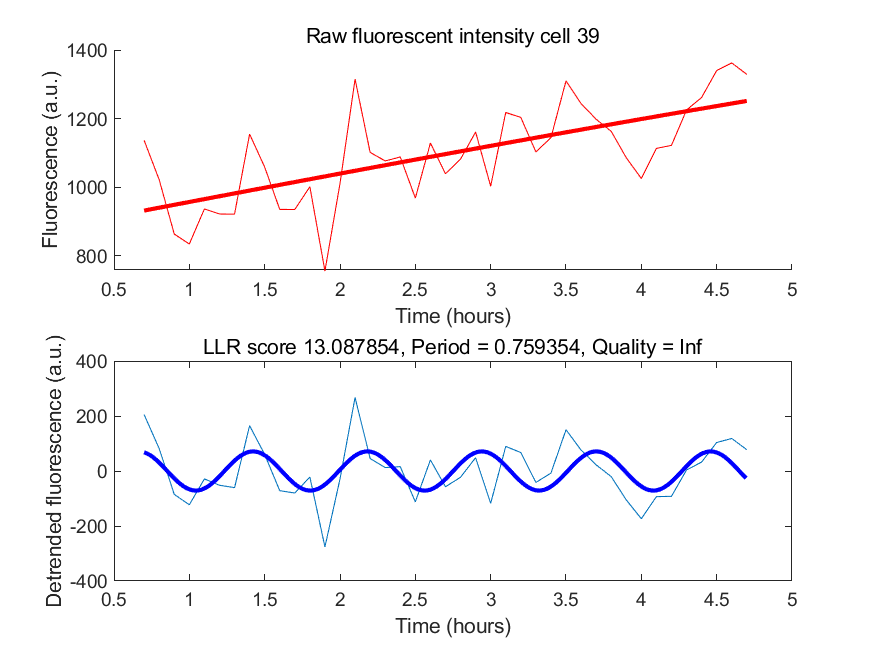 Raw fluorescent intensity cell 39
Fluorescence (a.u.)
1400
1200
1000
800
0.5 1 1.5 2 2.5 3 3.5 4 4.5 5
Time (hours)
LLR score 13.087854, Period = 0.759354, Quality = Inf
Detrended fluorescence (a.u.)
400
200
0
-200
-400
0.5 1 1.5 2 2.5 3 3.5 4 4.5 5
Time (hours)